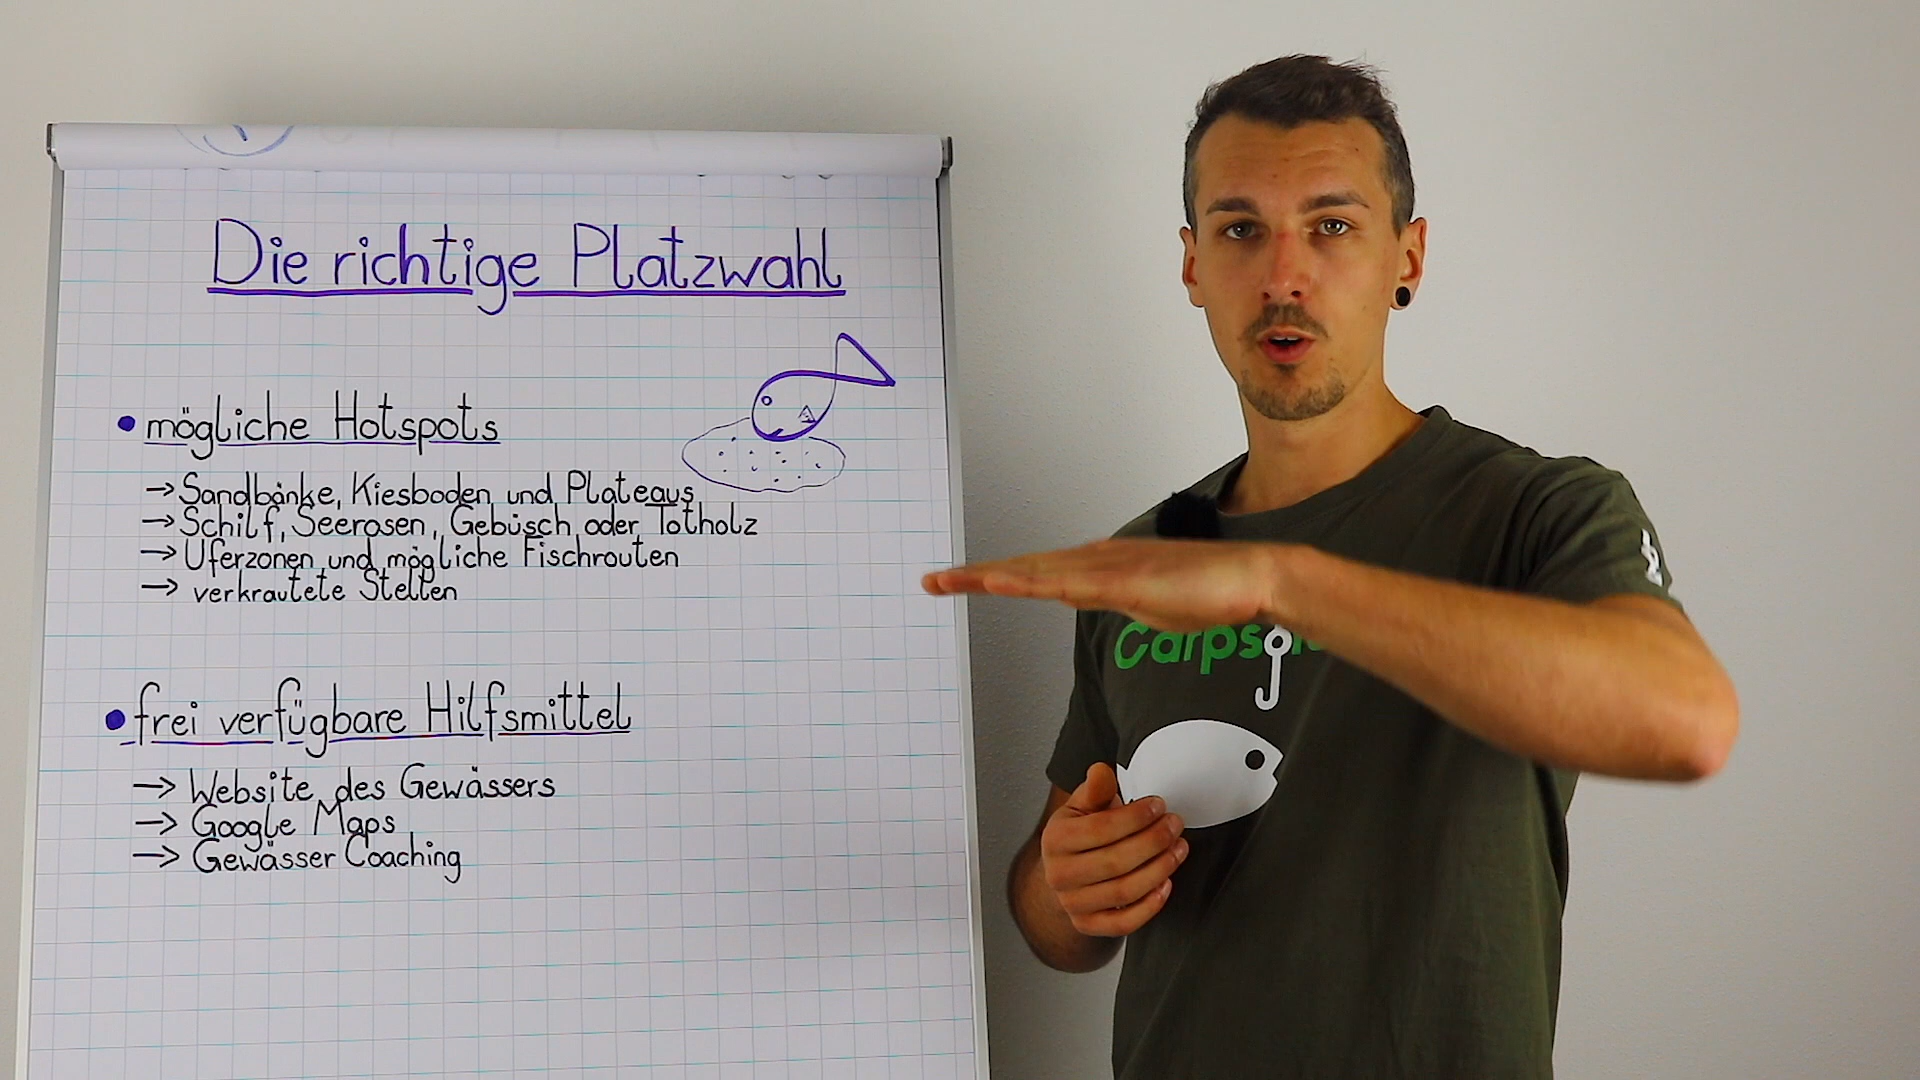 Die richtige Platzwahl
• mögliche Hotspots
→ Sandbänke, Kiesboden und Plateaus
→ Schilf, Seerosen, Gebüsch oder Totholz
→ Uferzonen und mögliche Fischrouten
→ verkrautete Stellen
• frei verfügbare Hilfsmittel
→ Website des Gewässers
→ Google Maps
→ Gewässer Coaching